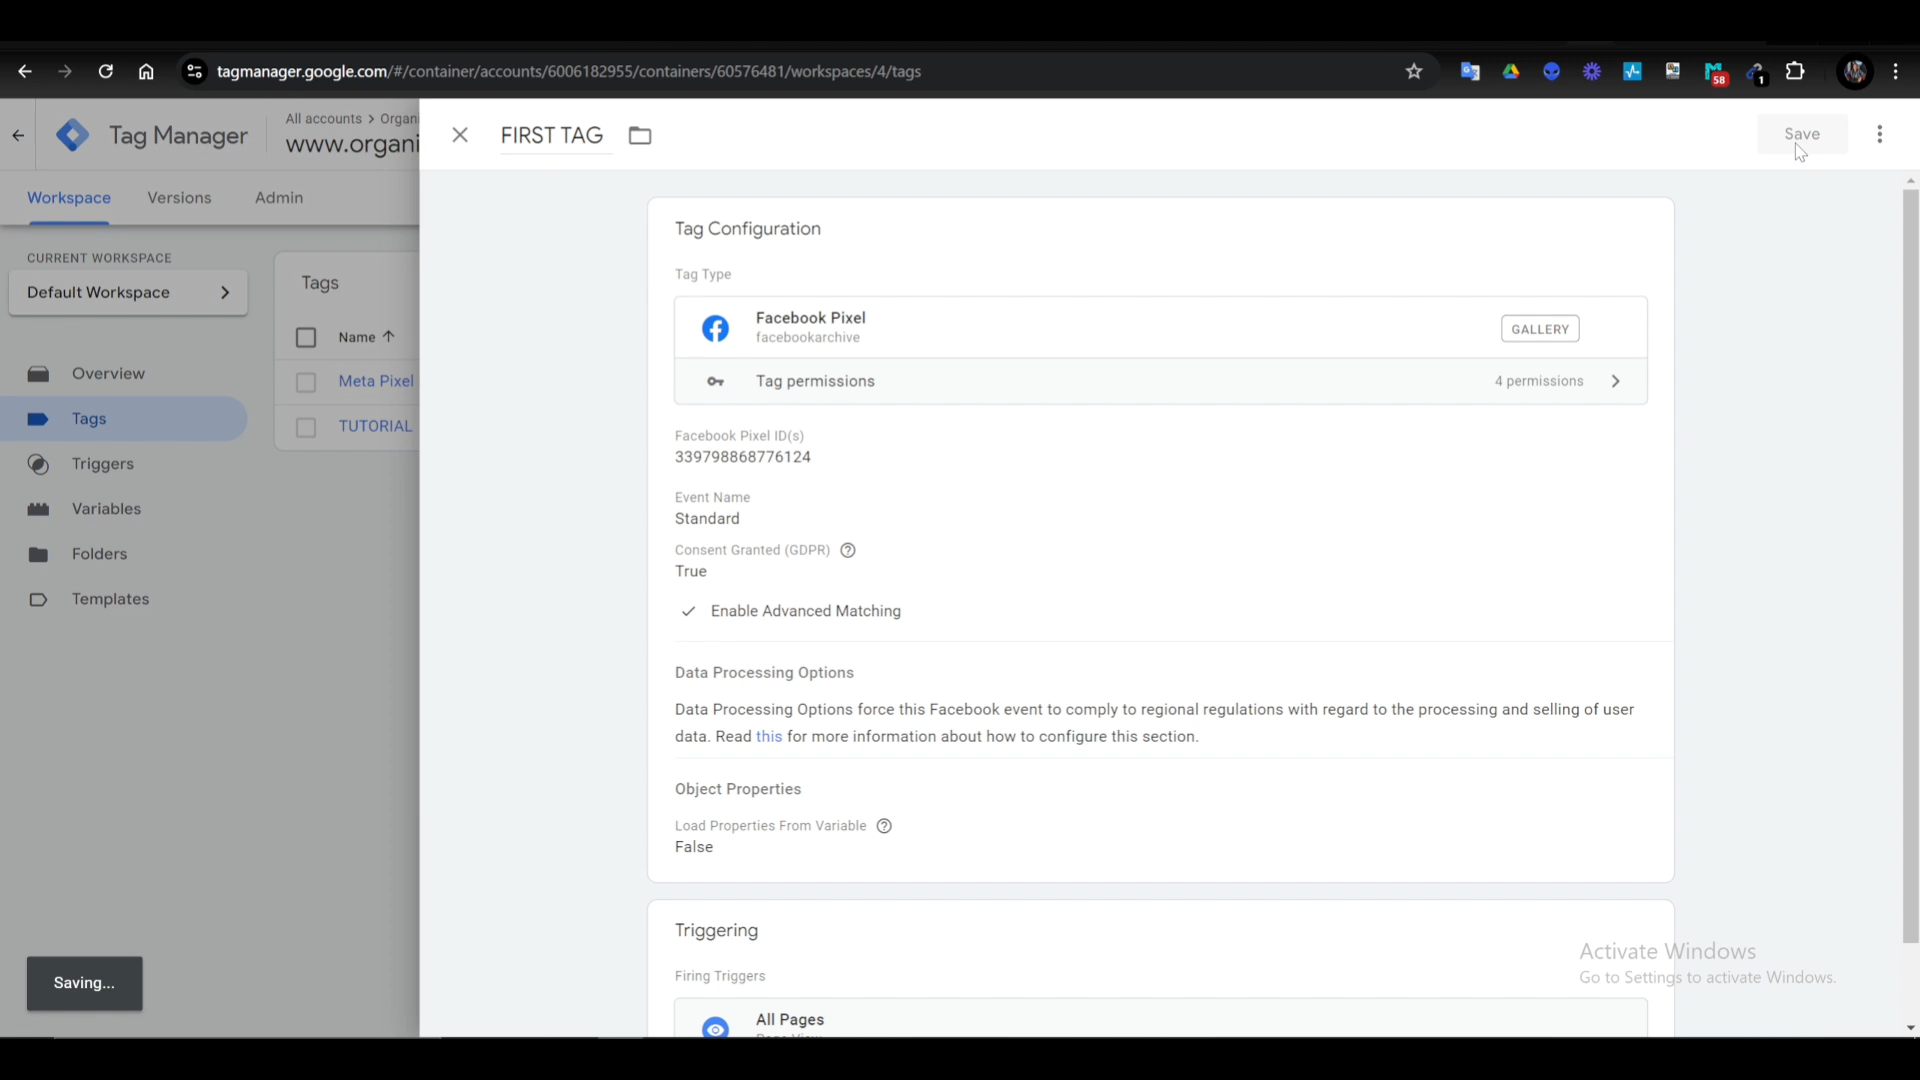 tagmanager.google.com/#/container/accounts/6006182955/containers/60576481/workspaces/4/tags
58
1
Tag Manager
All accounts > Organi
www.organi
FIRST TAG
Save
Workspace
Versions
Admin
CURRENT WORKSPACE
Default Workspace
Overview
Tags
Triggers
Variables
Folders
Templates
Tags
Name
Meta Pixel
TUTORIAL
Tag Configuration
Tag Type
Facebook Pixel
facebookarchive
GALLERY
Tag permissions
4 permissions
Facebook Pixel ID(s)
339798868776124
Event Name
Standard
Consent Granted (GDPR)
True
Enable Advanced Matching
Data Processing Options
Data Processing Options force this Facebook event to comply to regional regulations with regard to the processing and selling of user
data. Read this for more information about how to configure this section.
Object Properties
Load Properties From Variable
False
Triggering
Firing Triggers
All Pages
Page View
Saving...
Activate Windows
Go to Settings to activate Windows.